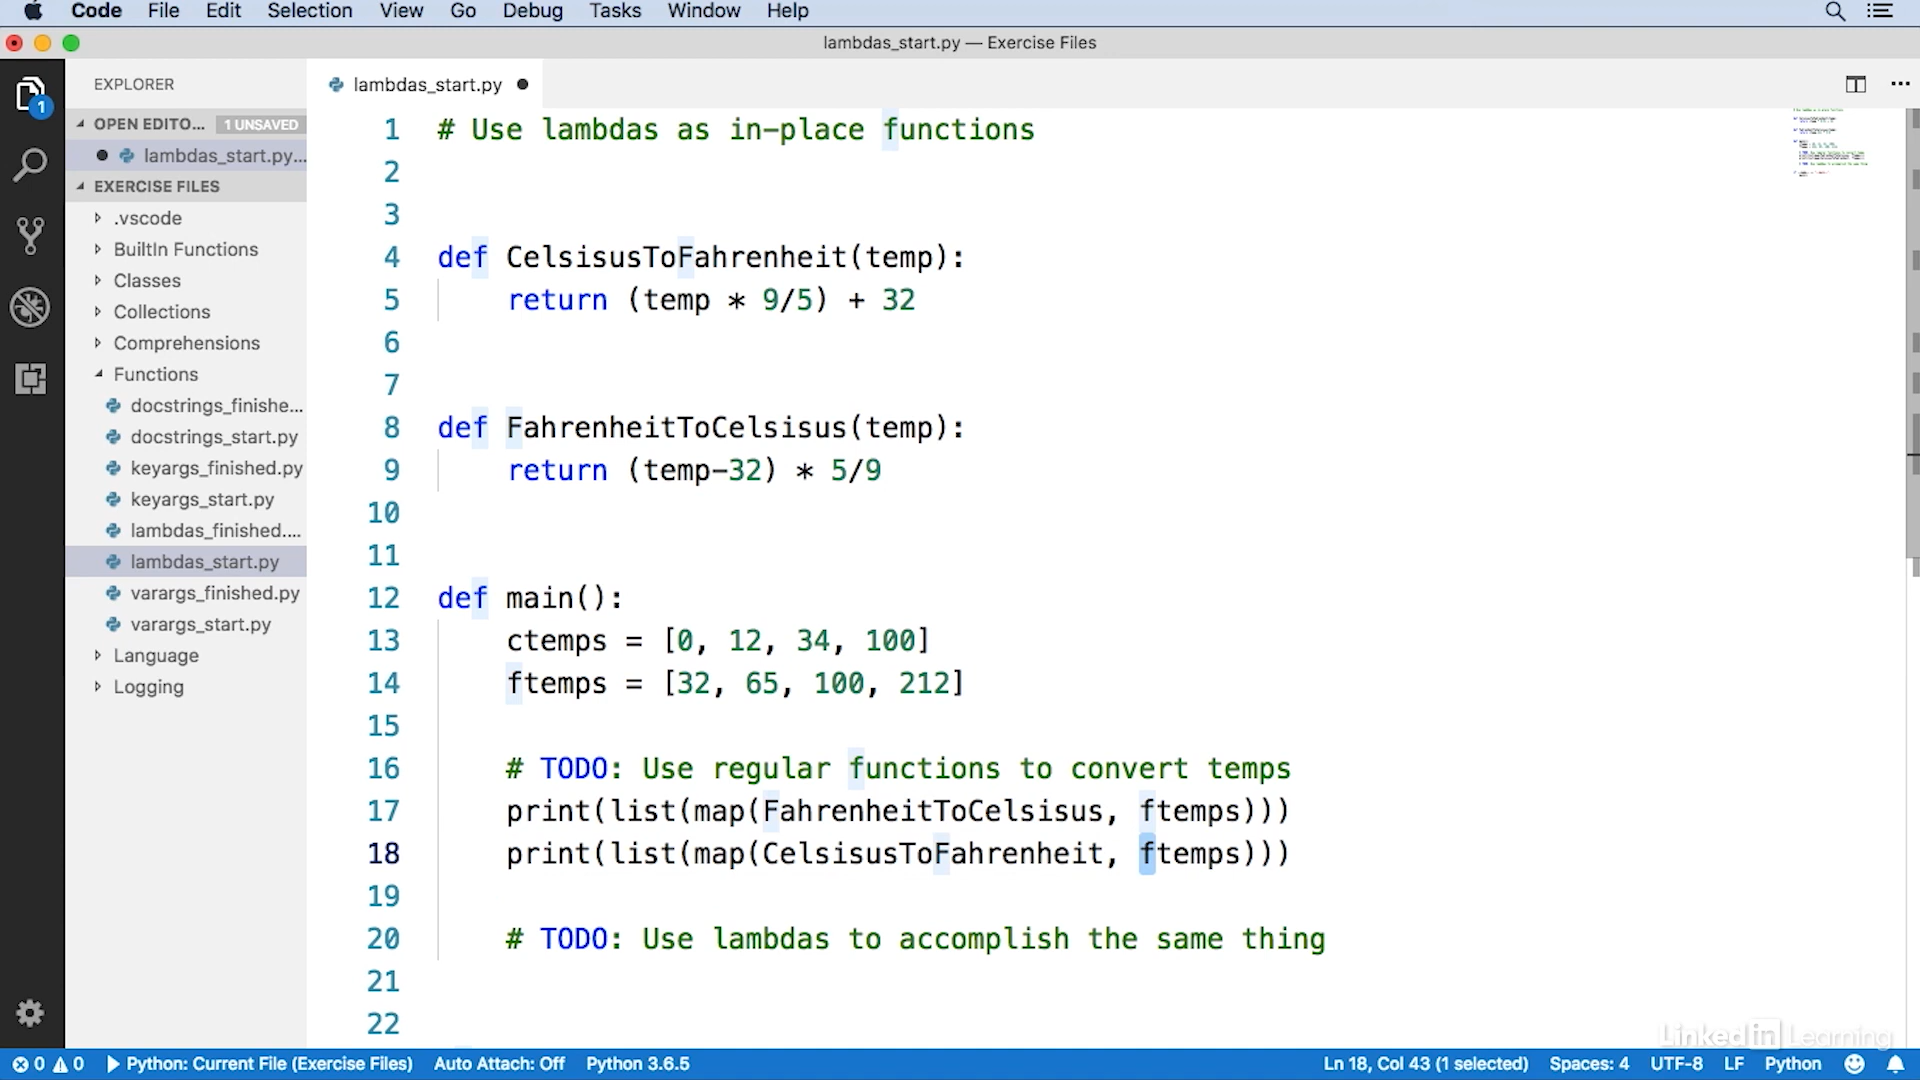 Code File Edit Selection View Go Debug Tasks Window Help
lambdas_start.py — Exercise Files
EXPLORER
OPEN EDITO... 1 UNSAVED
lambdas_start.py...
EXERCISE FILES
.vscode
BuiltIn Functions
Classes
Collections
Comprehensions
Functions
docstrings_finishe...
docstrings_start.py
keyargs_finished.py
keyargs_start.py
lambdas_finished....
lambdas_start.py
varargs_finished.py
varargs_start.py
Language
Logging
1
lambdas_start.py
1 # Use lambdas as in-place functions
2
3
4 def CelsisusToFahrenheit(temp):
5 return (temp * 9/5) + 32
6
7
8 def FahrenheitToCelsisus(temp):
9 return (temp-32) * 5/9
10
11
12 def main():
13 ctemps = [0, 12, 34, 100]
14 ftemps = [32, 65, 100, 212]
15
16 # TODO: Use regular functions to convert temps
17 print(list(map(FahrenheitToCelsisus, ftemps)))
18 print(list(map(CelsisusToFahrenheit, ftemps)))
19
20 # TODO: Use lambdas to accomplish the same thing
21
22
LinkedIn Learning
0 0 Python: Current File (Exercise Files) Auto Attach: Off Python 3.6.5 Ln 18, Col 43 (1 selected) Spaces: 4 UTF-8 LF Python